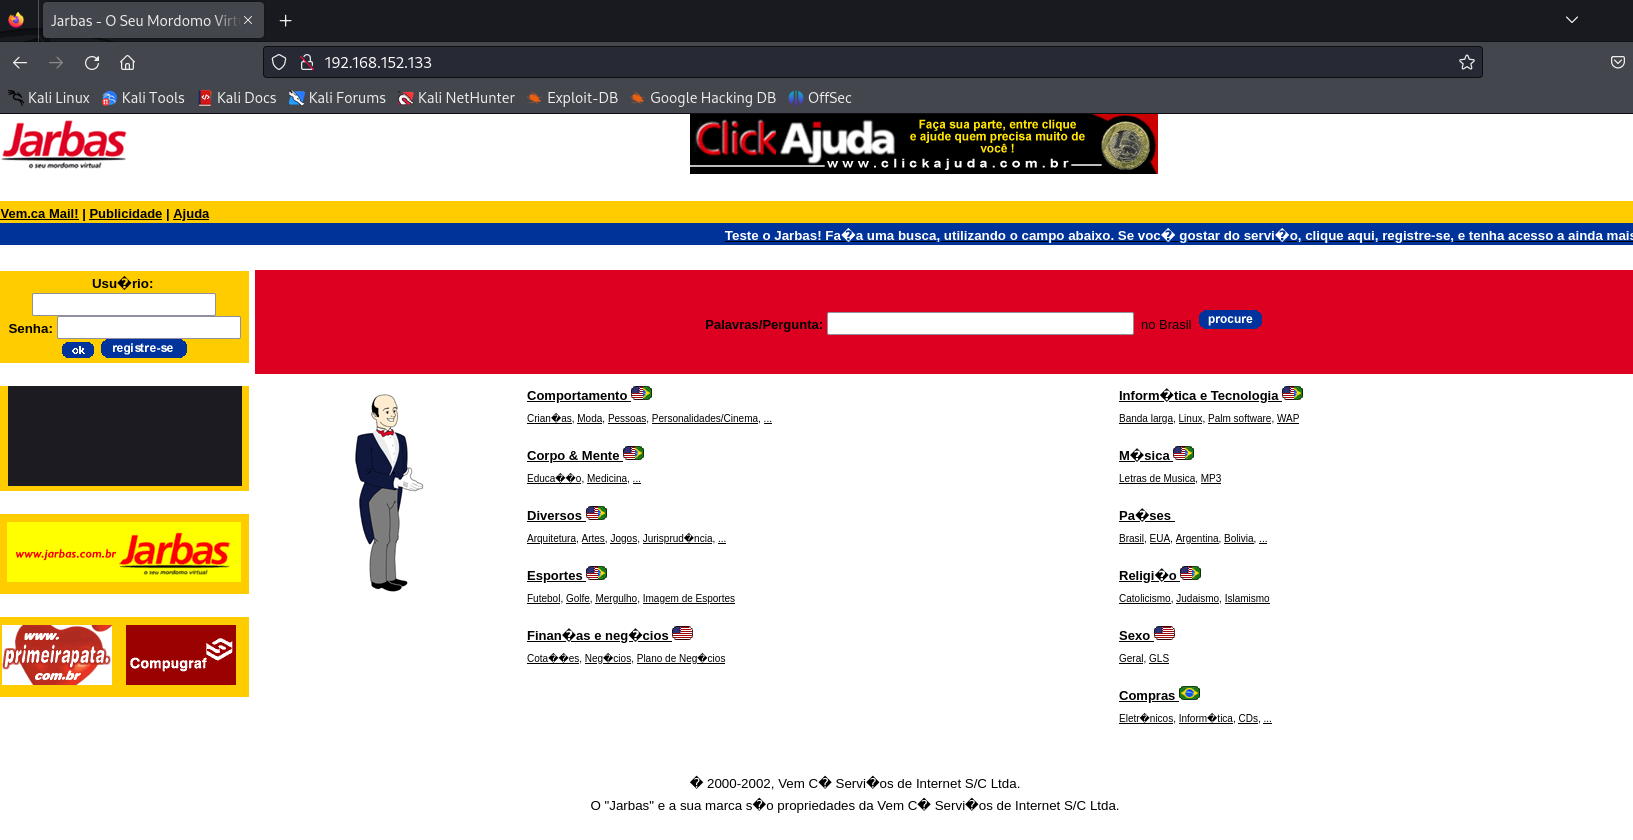 Jarbas - O Seu Mordomo Virtu
192.168.152.133
Kali Linux Kali Tools Kali Docs Kali Forums Kali NetHunter Exploit-DB Google Hacking DB OffSec
Jarbas
o seu mordomo virtual
ClickAjuda
Faça sua parte, entre clique
e ajude quem precisa muito de
você !
www.clickajuda.com.br
Vem.ca Mail! | Publicidade | Ajuda
Teste o Jarbas! Fa�a uma busca, utilizando o campo abaixo. Se voc� gostar do servi�o, clique aqui, registre-se, e tenha acesso a ainda mais
Usu�rio:
Senha:
ok registre-se
Palavras/Pergunta: no Brasil procure
www.jarbas.com.br Jarbas
o seu mordomo virtual
www.
primeirapata.
com.br
Compugraf
Comportamento
Crian�as, Moda, Pessoas, Personalidades/Cinema, ...
Corpo & Mente
Educa��o, Medicina, ...
Diversos
Arquitetura, Artes, Jogos, Jurisprud�ncia, ...
Esportes
Futebol, Golfe, Mergulho, Imagem de Esportes
Finan�as e neg�cios
Cota��es, Neg�cios, Plano de Neg�cios
Inform�tica e Tecnologia
Banda larga, Linux, Palm software, WAP
M�sica
Letras de Musica, MP3
Pa�ses
Brasil, EUA, Argentina, Bolivia, ...
Religi�o
Catolicismo, Judaismo, Islamismo
Sexo
Geral, GLS
Compras
Eletr�nicos, Inform�tica, CDs, ...
� 2000-2002, Vem C� Servi�os de Internet S/C Ltda.
O "Jarbas" e a sua marca s�o propriedades da Vem C� Servi�os de Internet S/C Ltda.